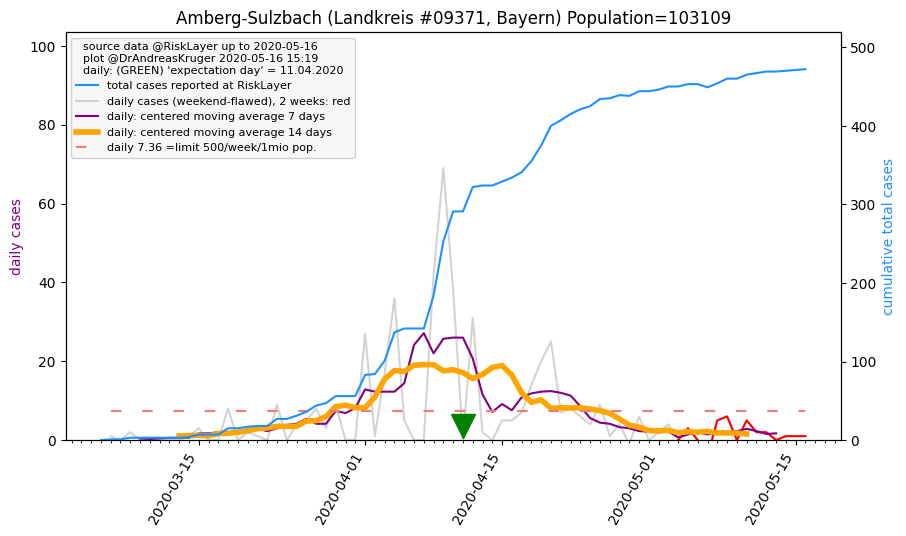 Amberg-Sulzbach (Landkreis #09371, Bayern) Population=103109
source data @RiskLayer up to 2020-05-16
plot @DrAndreasKruger 2020-05-16 15:19
daily: (GREEN) 'expectation day' = 11.04.2020
total cases reported at RiskLayer
daily cases (weekend-flawed), 2 weeks: red
daily: centered moving average 7 days
daily: centered moving average 14 days
daily 7.36 =limit 500/week/1mio pop.
daily cases
100
80
60
40
20
0
cumulative total cases
500
400
300
200
100
0
2020-03-15
2020-04-01
2020-04-15
2020-05-01
2020-05-15